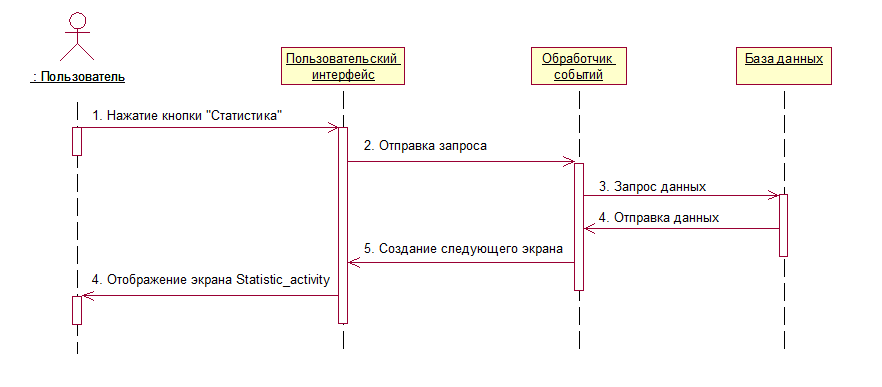 : Пользователь
Пользовательский
интерфейс
Обработчик
событий
База данных
1. Нажатие кнопки "Статистика"
2. Отправка запроса
3. Запрос данных
4. Отправка данных
5. Создание следующего экрана
4. Отображение экрана Statistic_activity